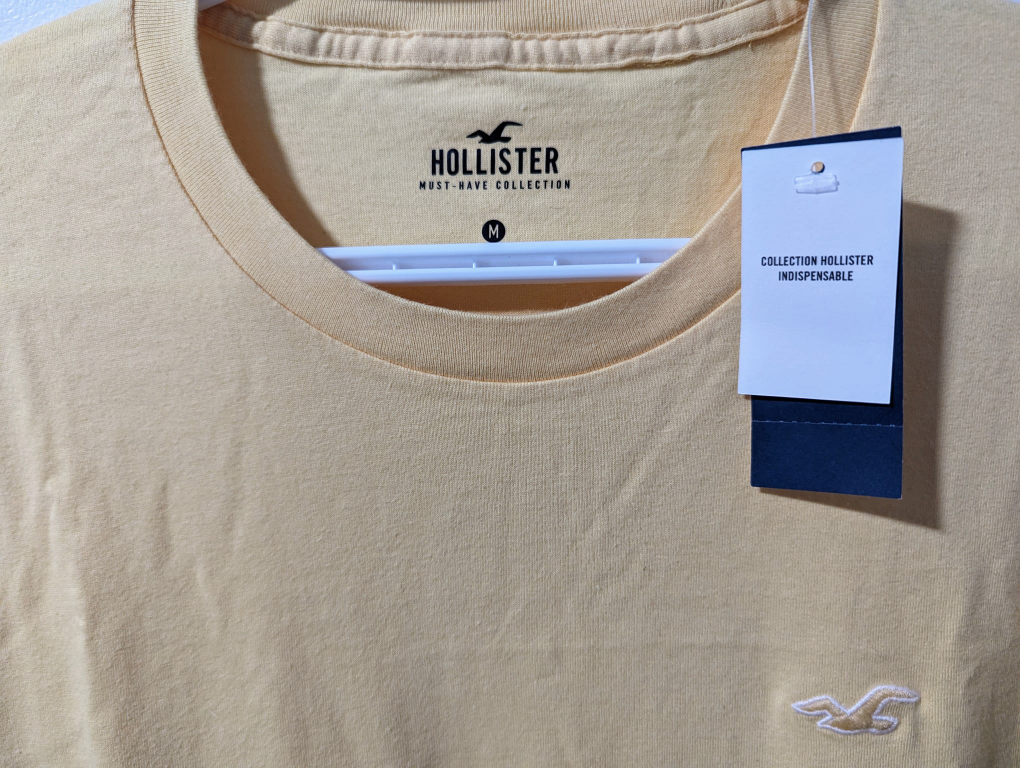 HOLLISTER
MUST-HAVE COLLECTION
M
COLLECTION HOLLISTER
INDISPENSABLE